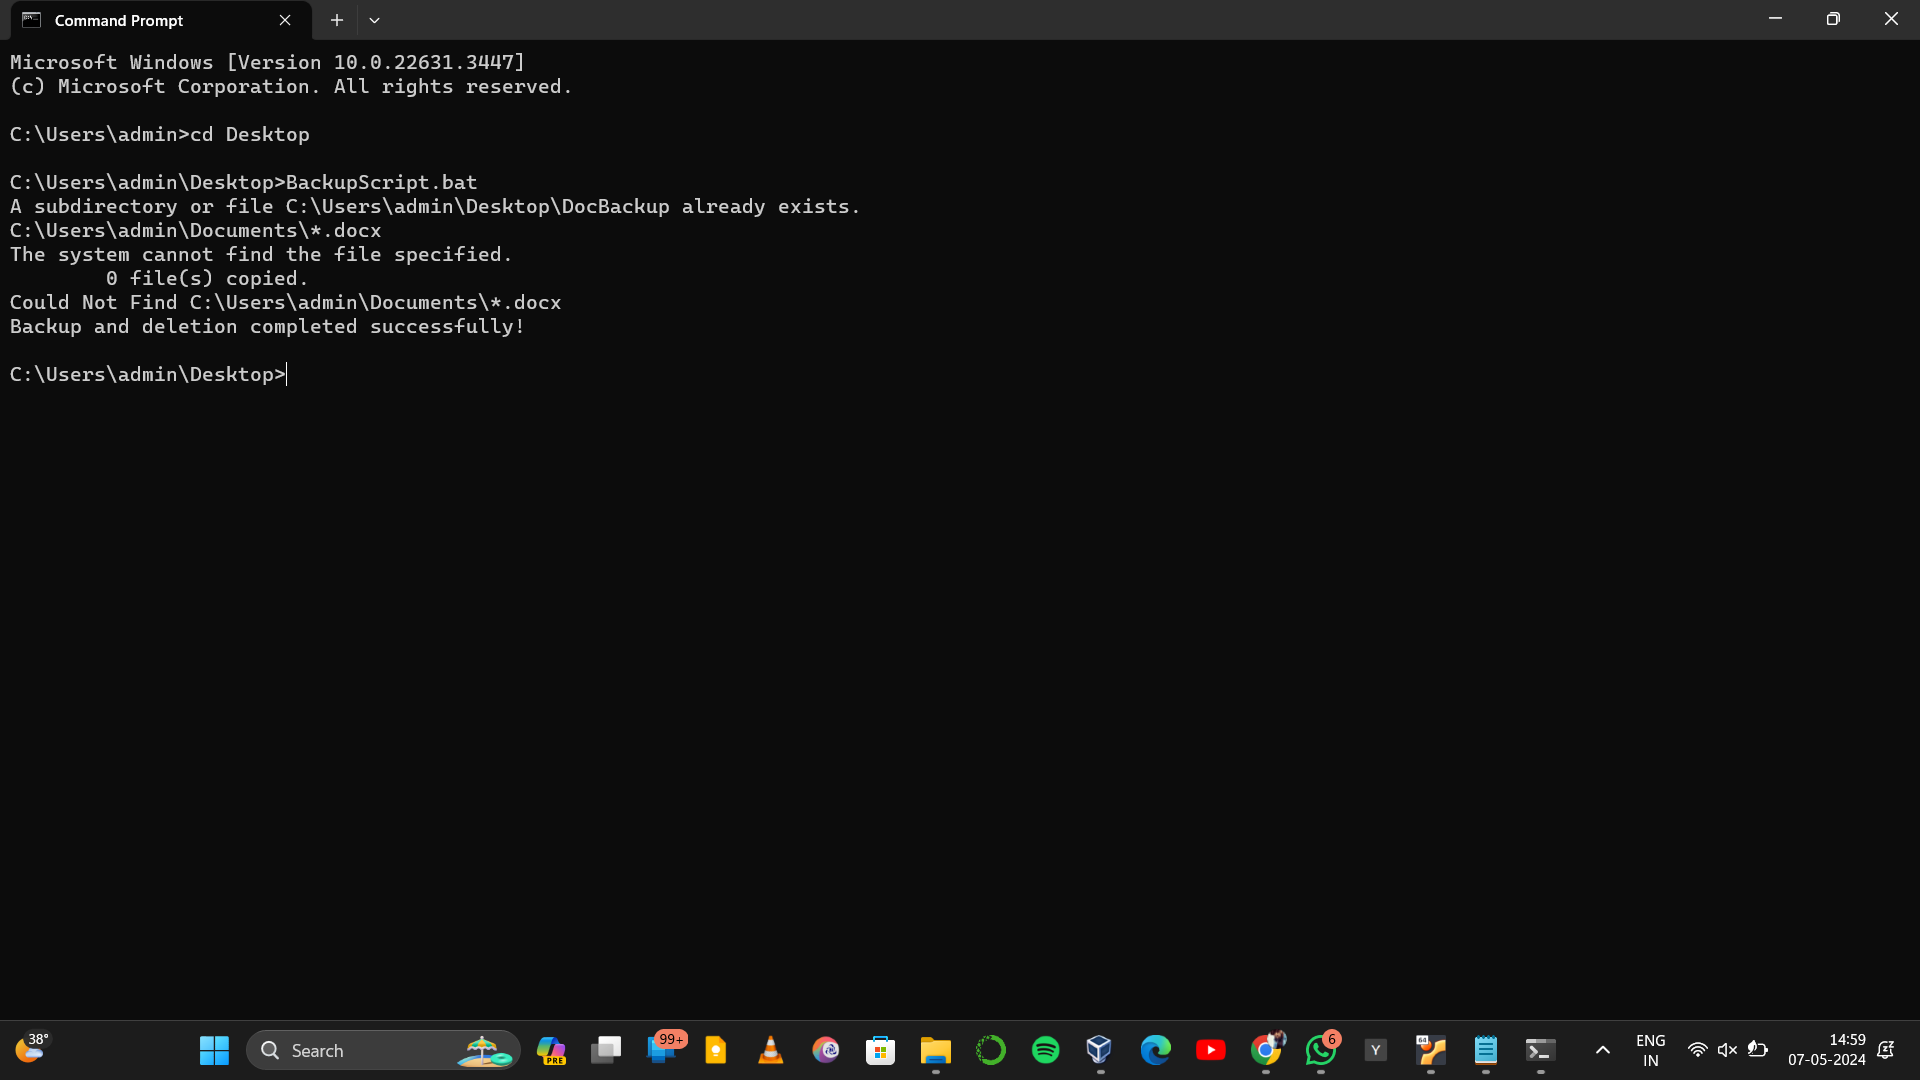 Command Prompt
Microsoft Windows [Version 10.0.22631.3447]
(c) Microsoft Corporation. All rights reserved.
C:\Users\admin>cd Desktop
C:\Users\admin\Desktop>BackupScript.bat
A subdirectory or file C:\Users\admin\Desktop\DocBackup already exists.
C:\Users\admin\Documents\*.docx
The system cannot find the file specified.
        0 file(s) copied.
Could Not Find C:\Users\admin\Documents\*.docx
Backup and deletion completed successfully!
C:\Users\admin\Desktop>
38°
Search
PRE
99+
6
Y
64
ENG
IN
14:59
07-05-2024